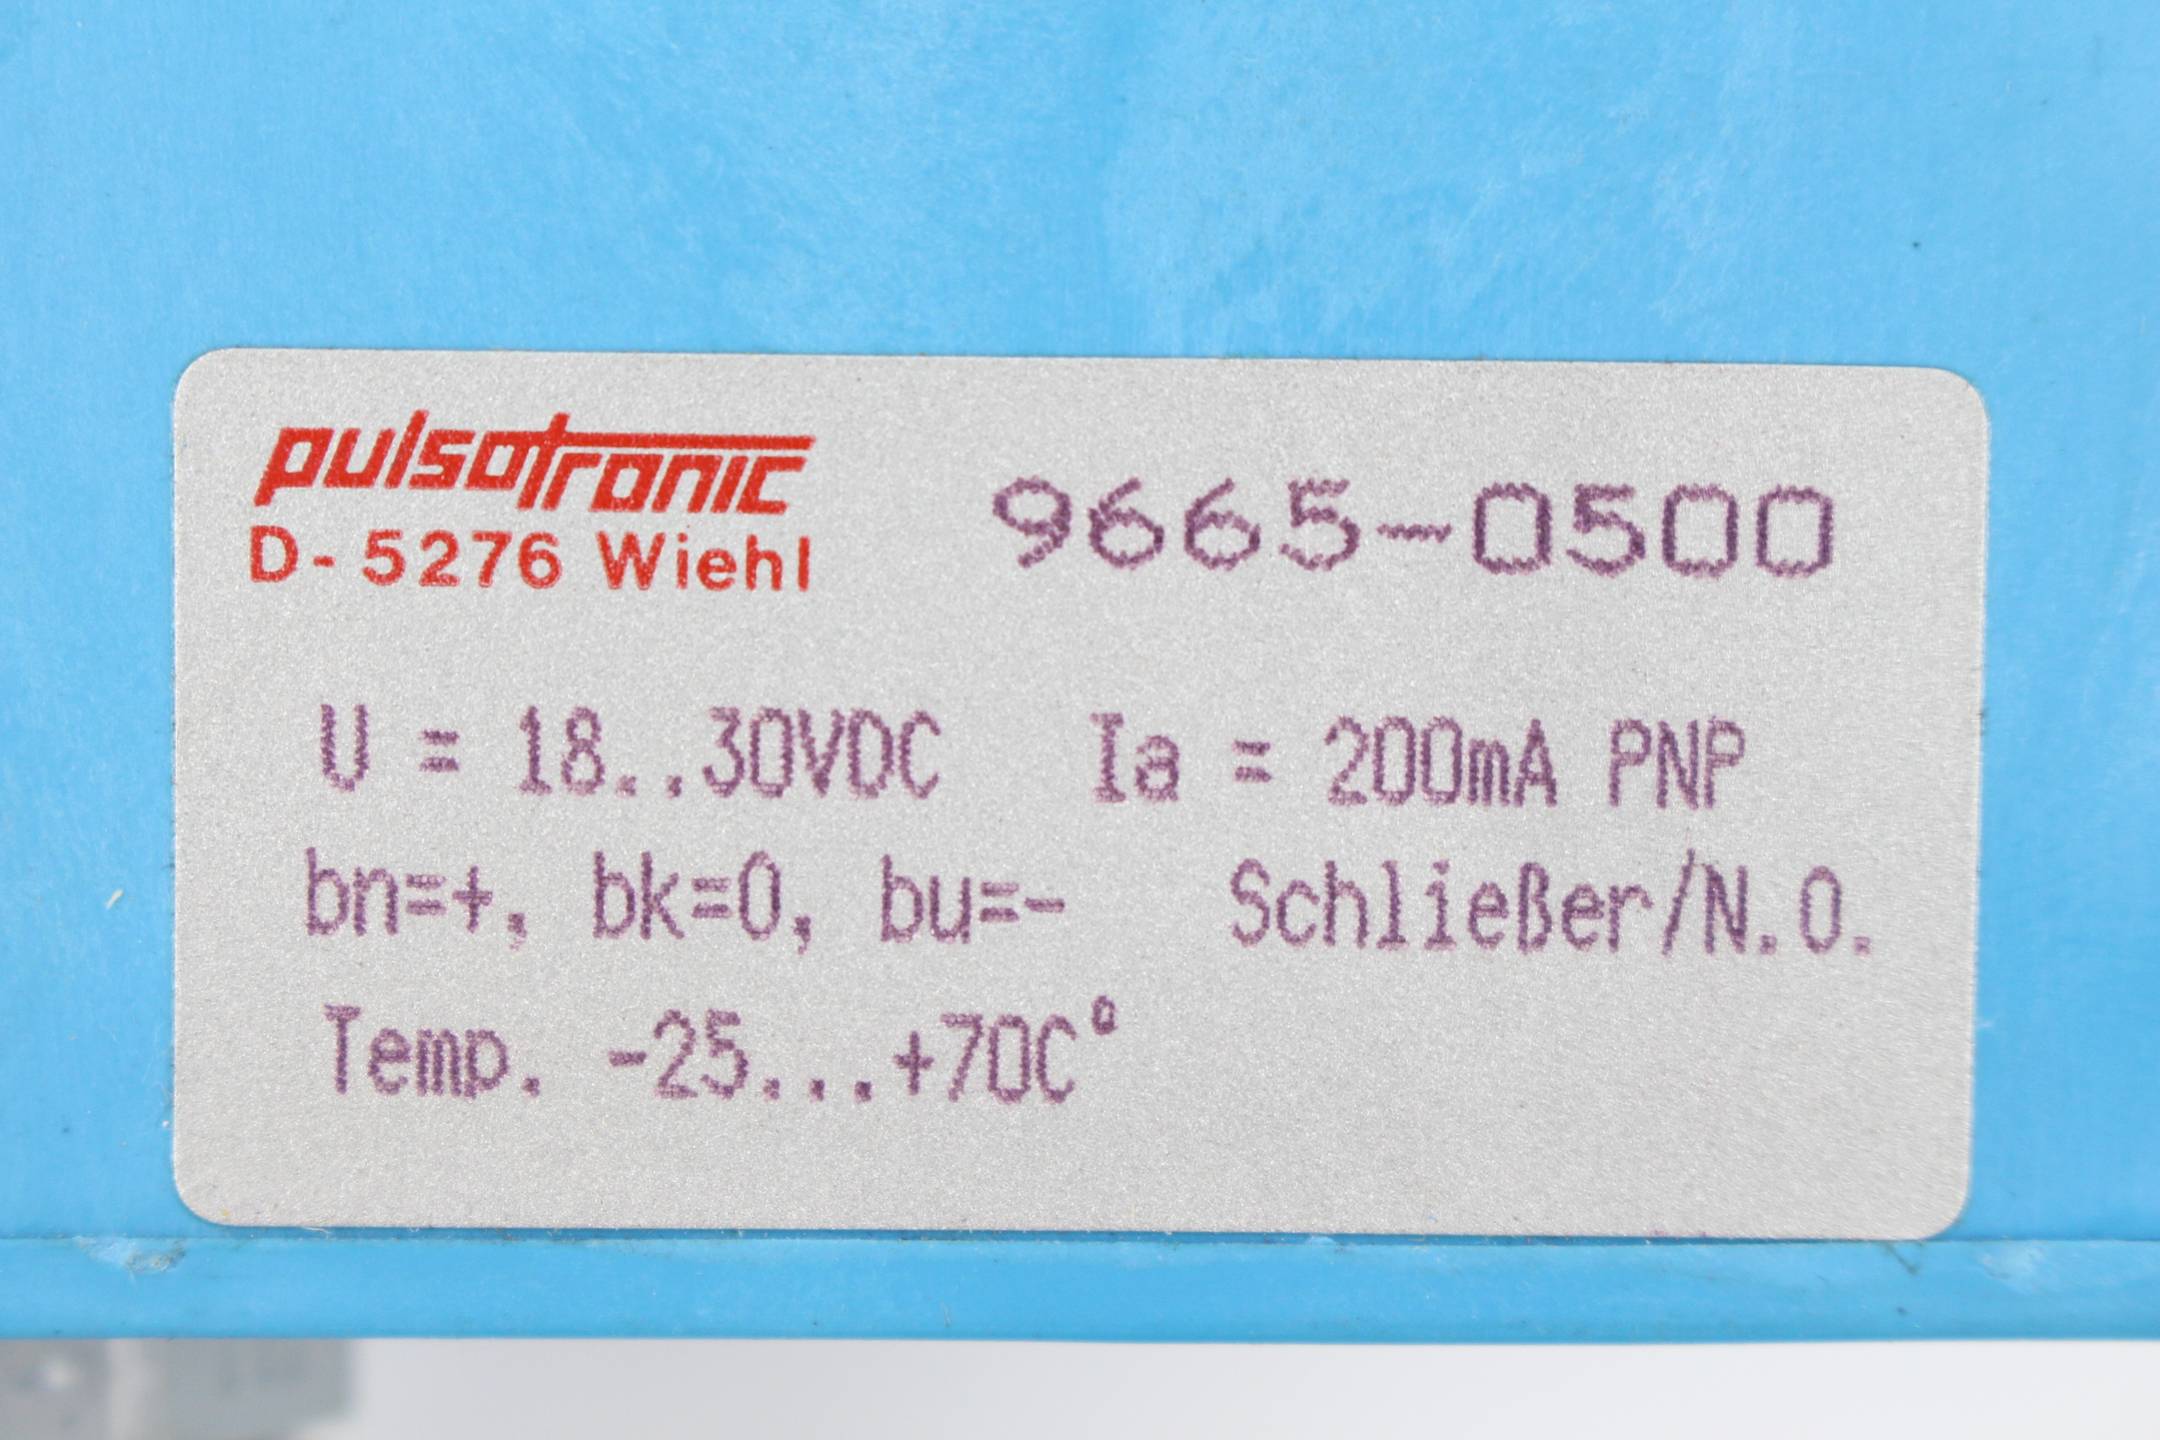 pulsotronic
D-5276 Wiehl
9665-0500
U = 18..30VDC Ia = 200mA PNP
bn=+, bk=0, bu=- Schließer/N.O.
Temp. -25...+70C°